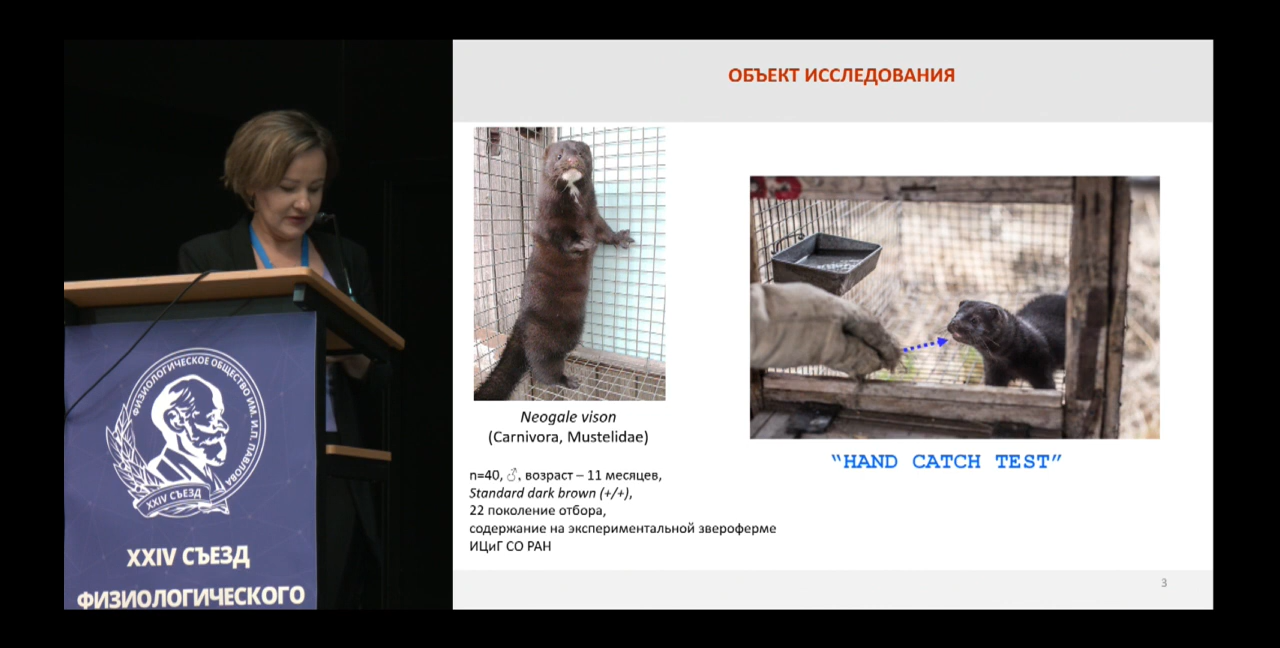 ОБЪЕКТ ИССЛЕДОВАНИЯ
Neogale vison
(Carnivora, Mustelidae)
n=40, ♂, возраст – 11 месяцев,
Standard dark brown (+/+),
22 поколение отбора,
содержание на экспериментальной звероферме
ИЦиГ СО РАН
“HAND CATCH TEST”
3
ФИЗИОЛОГИЧЕСКОЕ ОБЩЕСТВО ИМ. И.П. ПАВЛОВА
XXIV СЪЕЗД
XXIV СЪЕЗД
ФИЗИОЛОГИЧЕСКОГО